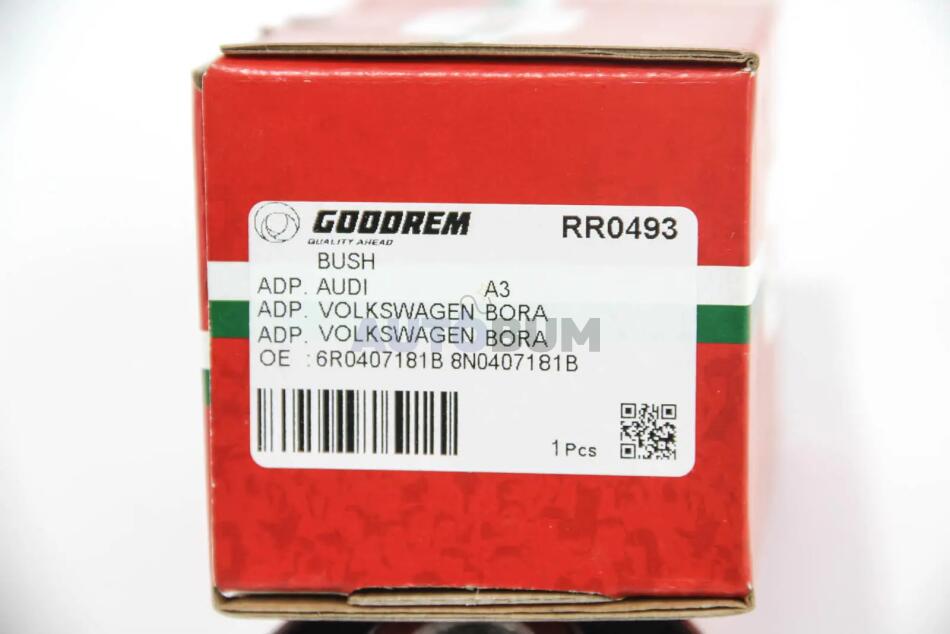 GOODREM
QUALITY AHEAD
RR0493
BUSH
ADP. AUDI A3
ADP. VOLKSWAGEN BORA
ADP. VOLKSWAGEN BORA
OE : 6R0407181B 8N0407181B
1 Pcs
AUTOBUM